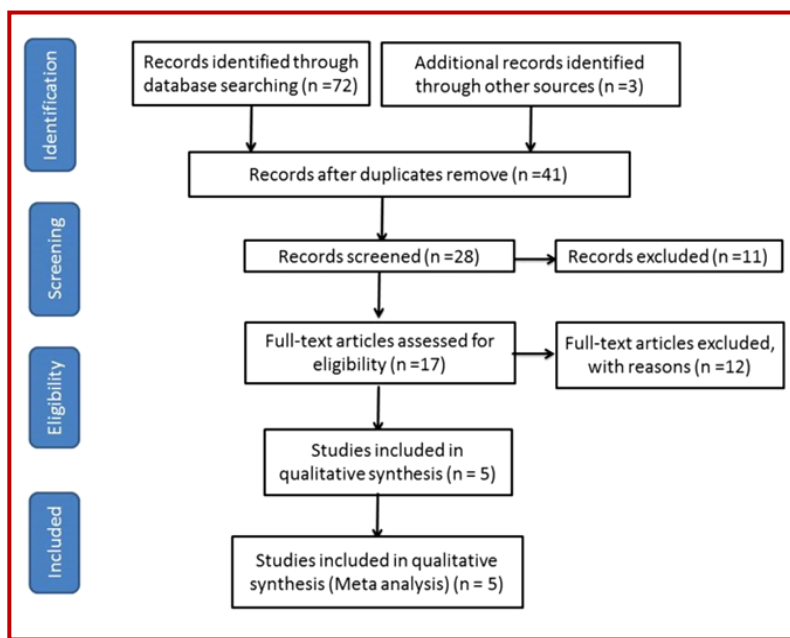 Identification
Records identified through
database searching (n =72)
Additional records identified
through other sources (n =3)
Records after duplicates remove (n =41)
Screening
Records screened (n =28)
Records excluded (n =11)
Eligibility
Full-text articles assessed for
eligibility (n =17)
Full-text articles excluded,
with reasons (n =12)
Studies included in
qualitative synthesis (n = 5)
Included
Studies included in qualitative
synthesis (Meta analysis) (n = 5)